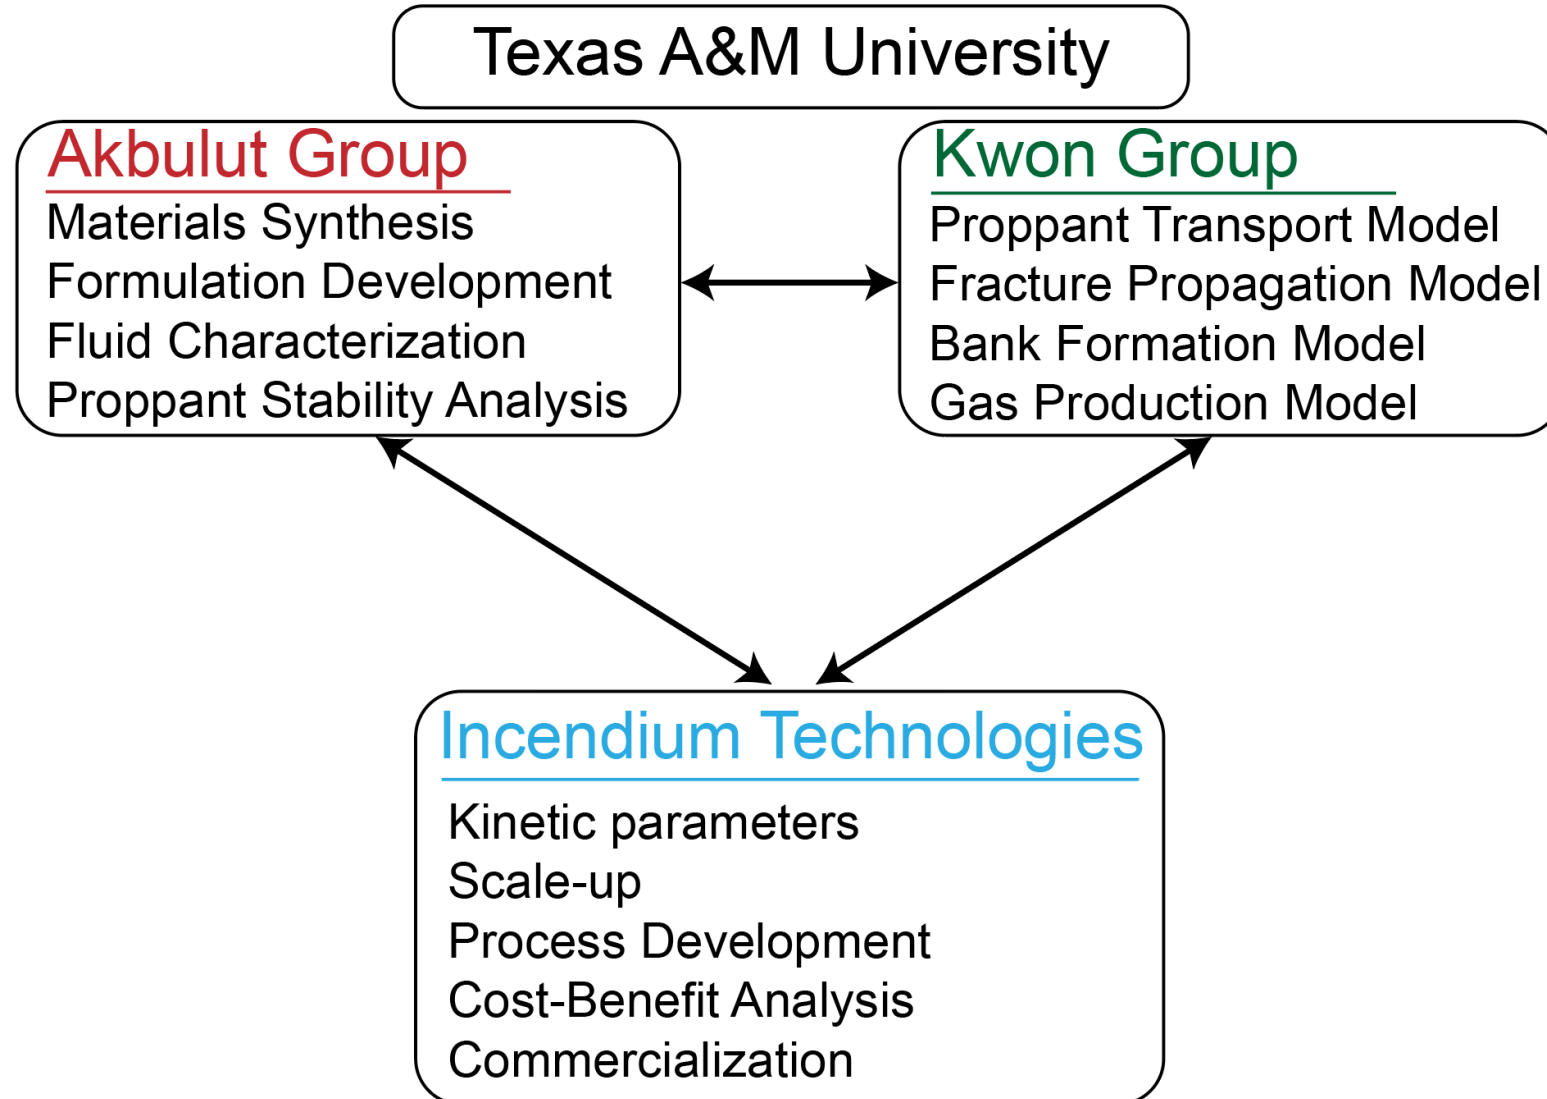 Texas A&M University
Akbulut Group
Materials Synthesis
Formulation Development
Fluid Characterization
Proppant Stability Analysis
Kwon Group
Proppant Transport Model
Fracture Propagation Model
Bank Formation Model
Gas Production Model
Incendium Technologies
Kinetic parameters
Scale-up
Process Development
Cost-Benefit Analysis
Commercialization